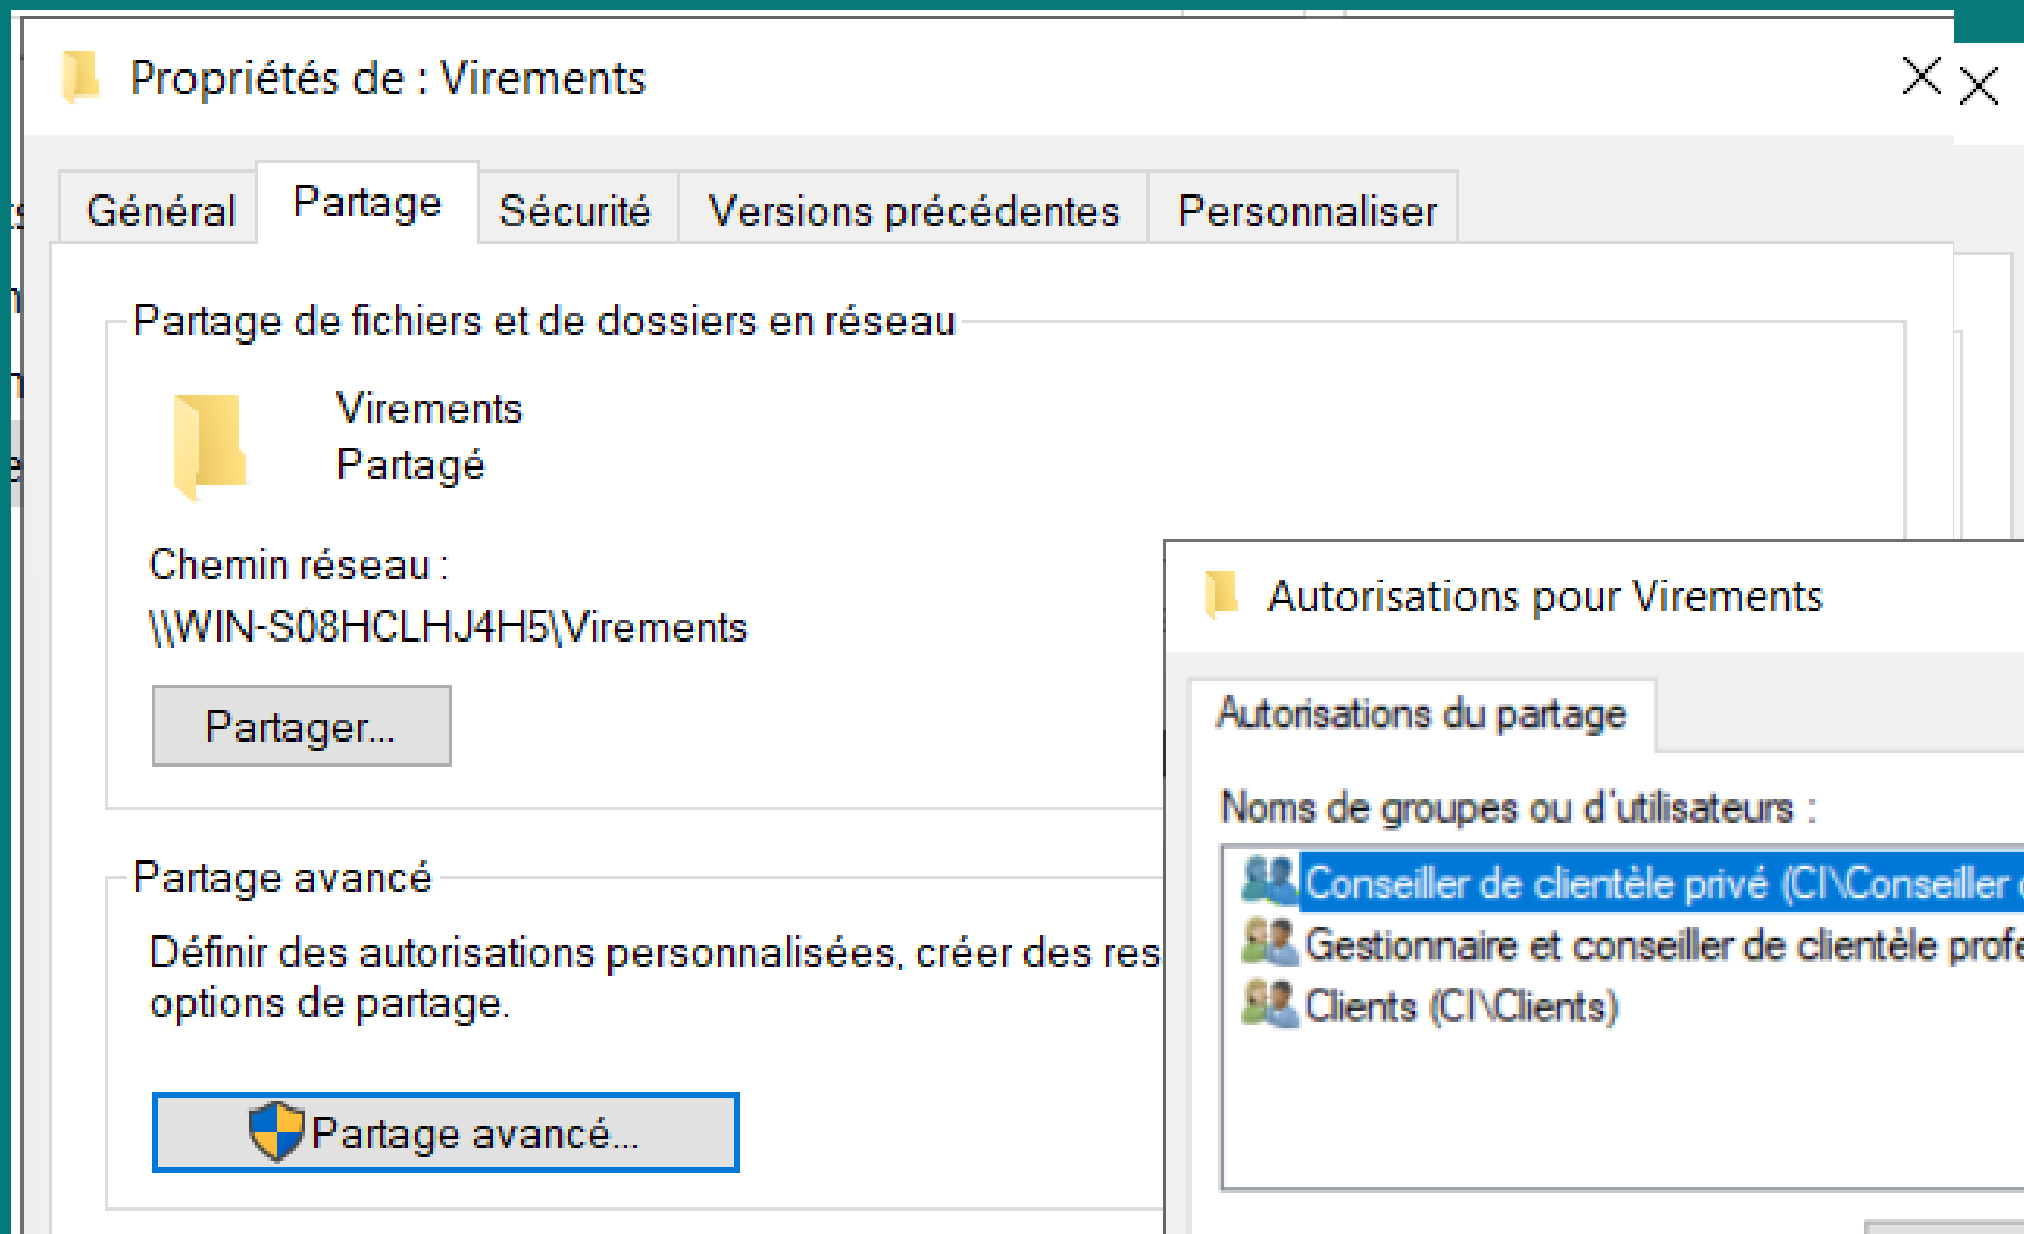 Propriétés de : Virements
Général Partage Sécurité Versions précédentes Personnaliser
Partage de fichiers et de dossiers en réseau
Virements
Partagé
Chemin réseau :
\\WIN-S08HCLHJ4H5\Virements
Partager...
Partage avancé
Définir des autorisations personnalisées, créer des res
options de partage.
Partage avancé...
Autorisations pour Virements
Autorisations du partage
Noms de groupes ou d'utilisateurs :
Conseiller de clientèle privé (CI\Conseiller
Gestionnaire et conseiller de clientèle profe
Clients (CI\Clients)